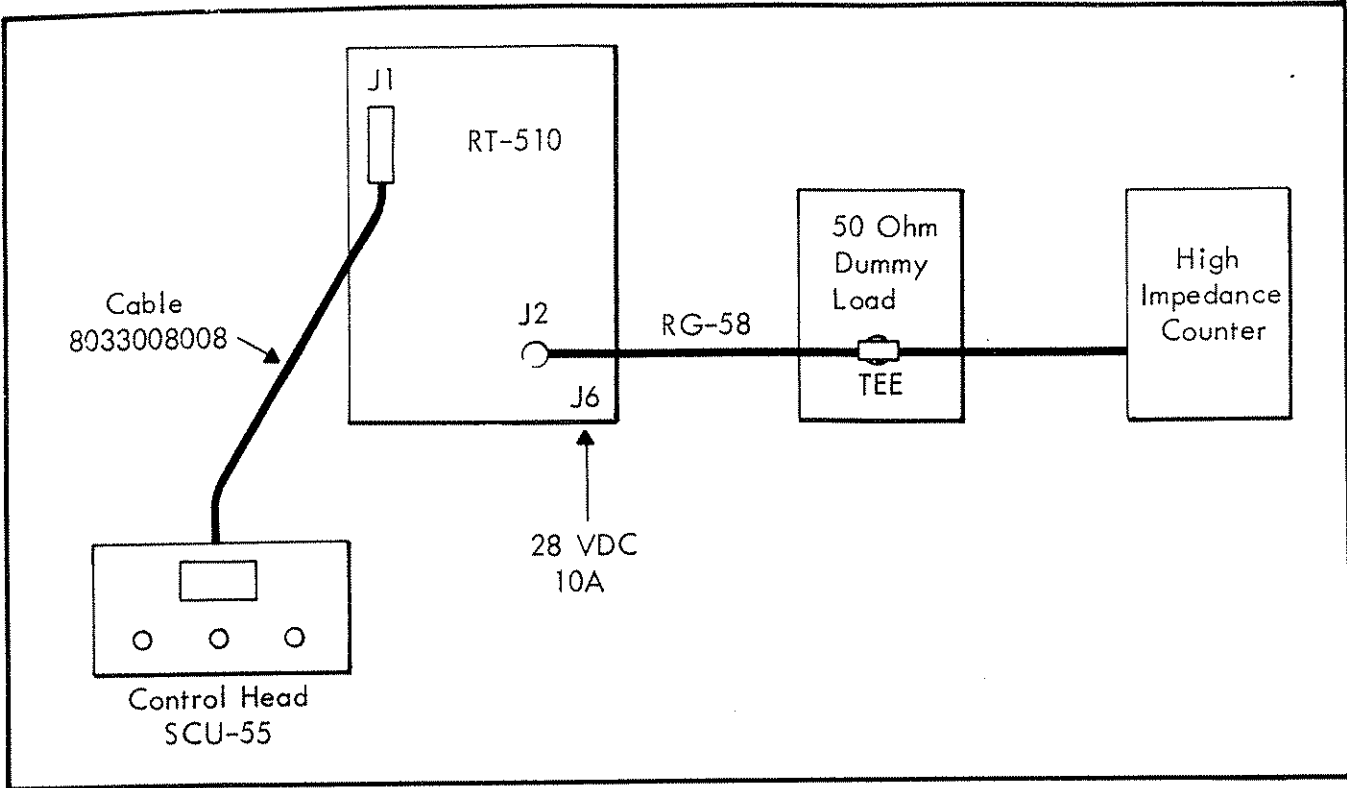 J1
RT-510
Cable
8033008008
J2
J6
RG-58
50 Ohm
Dummy
Load
TEE
High
Impedance
Counter
28 VDC
10A
Control Head
SCU-55